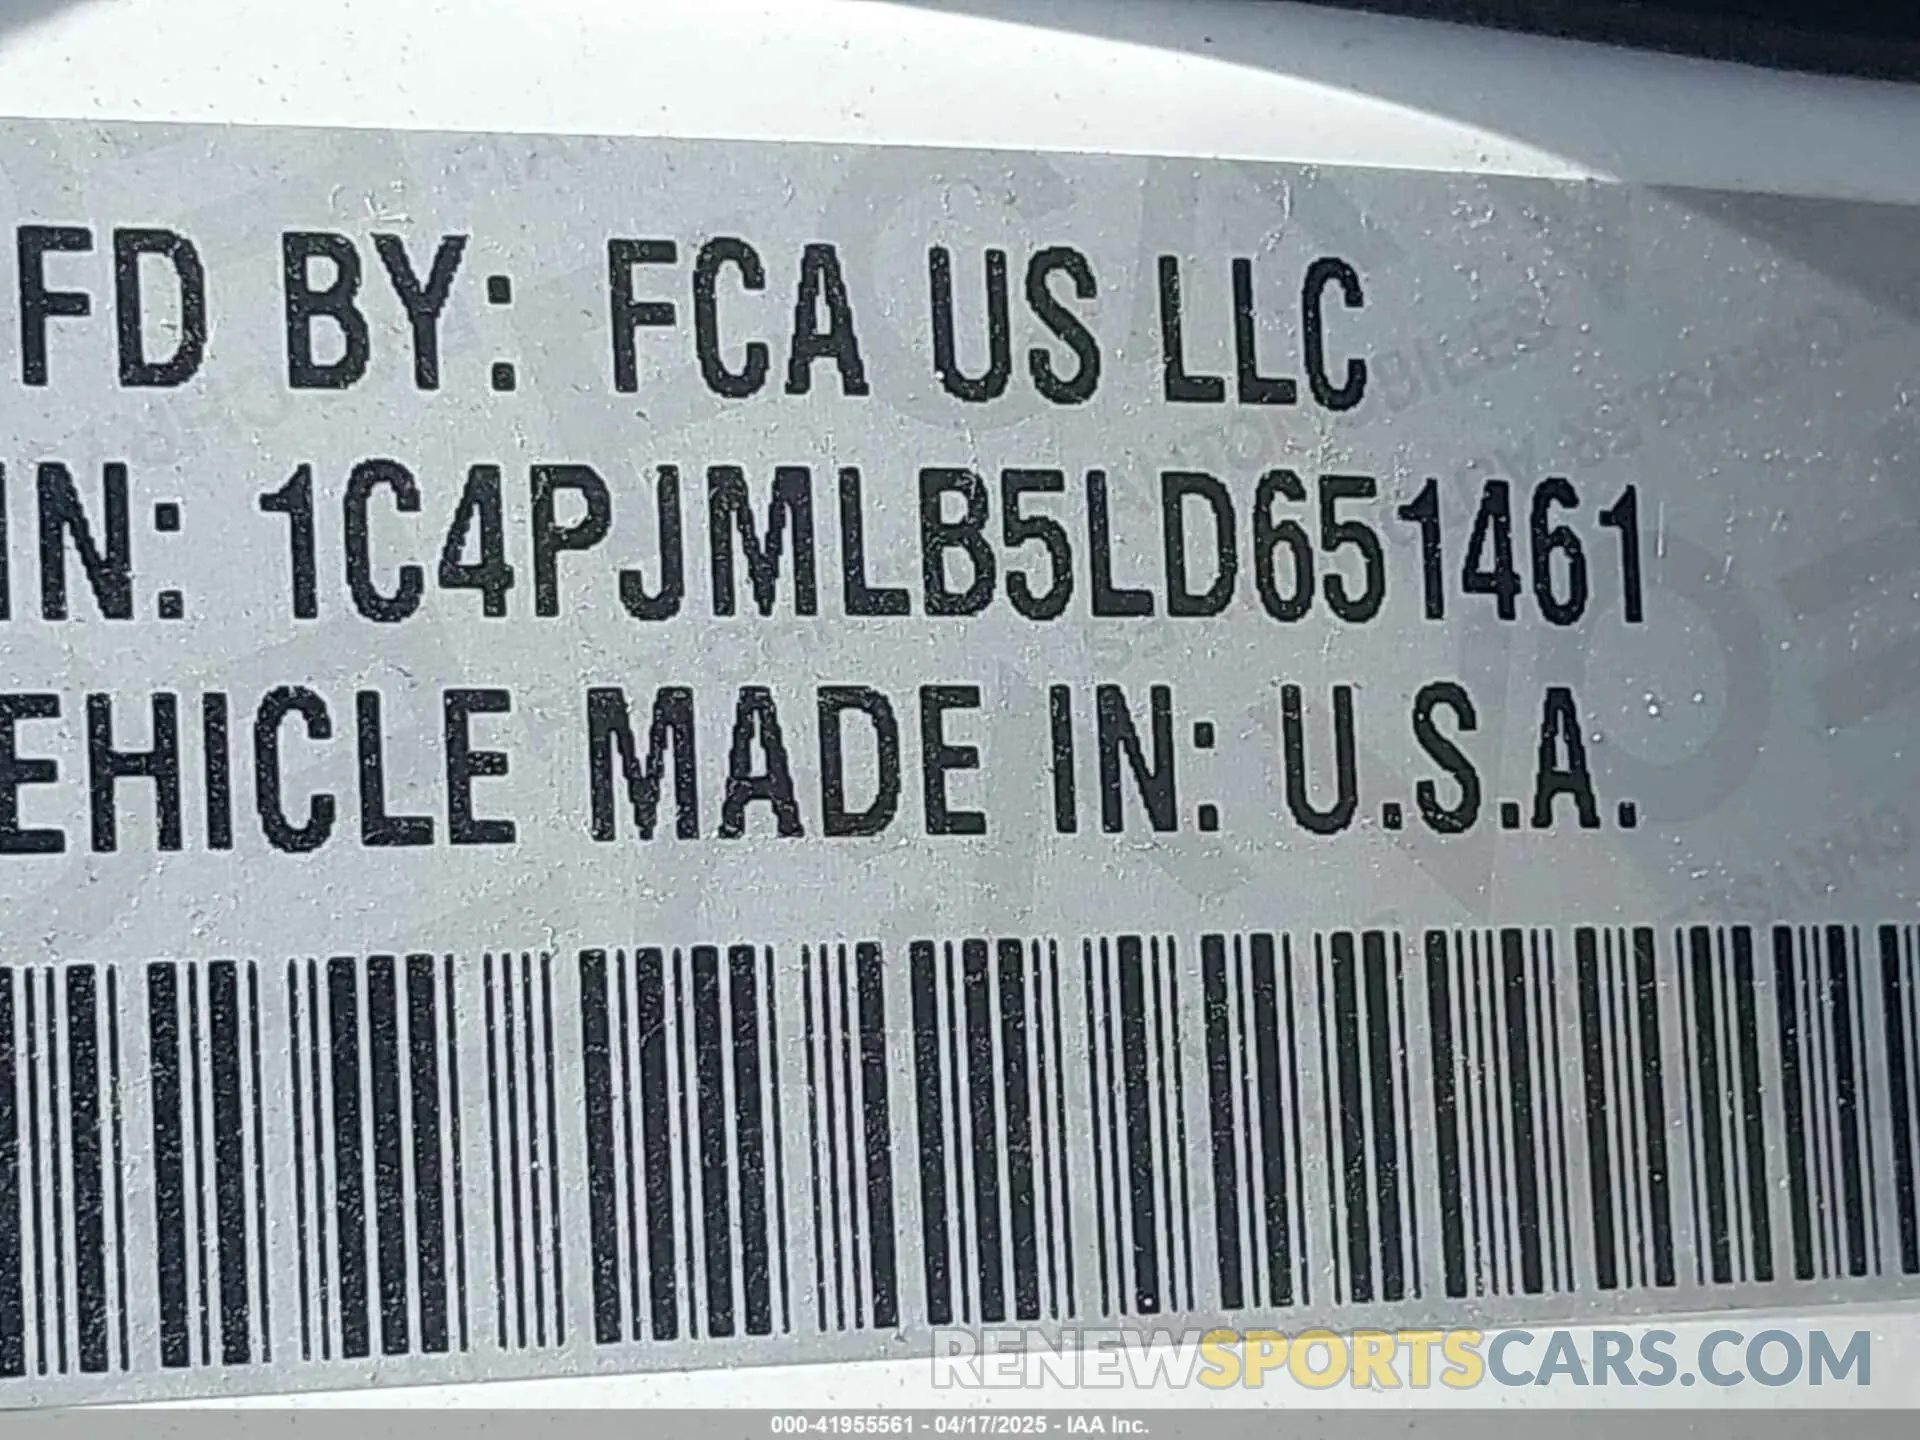 FD BY: FCA US LLC
IN: 1C4PJMLB5LD651461
EHICLE MADE IN: U.S.A.
RENEWSPORTSCARS.COM
000-41955561 - 04/17/2025 - IAA Inc.